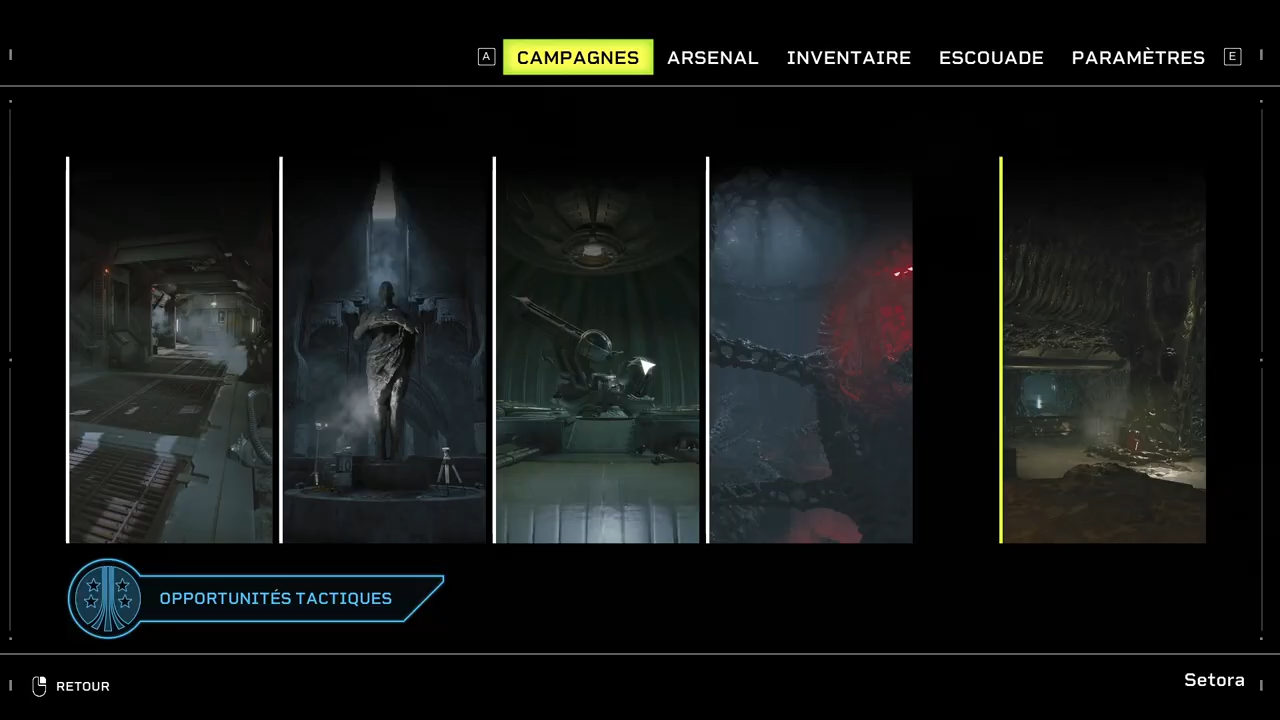 A CAMPAGNES ARSENAL INVENTAIRE ESCOUADE PARAMÈTRES E
OPPORTUNITÉS TACTIQUES
RETOUR
Setora